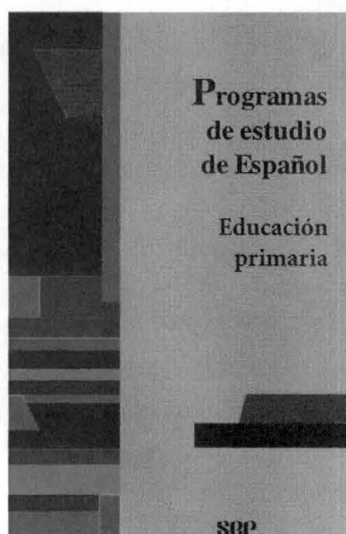 Programas
de estudio
de Español
Educación
primaria
sep